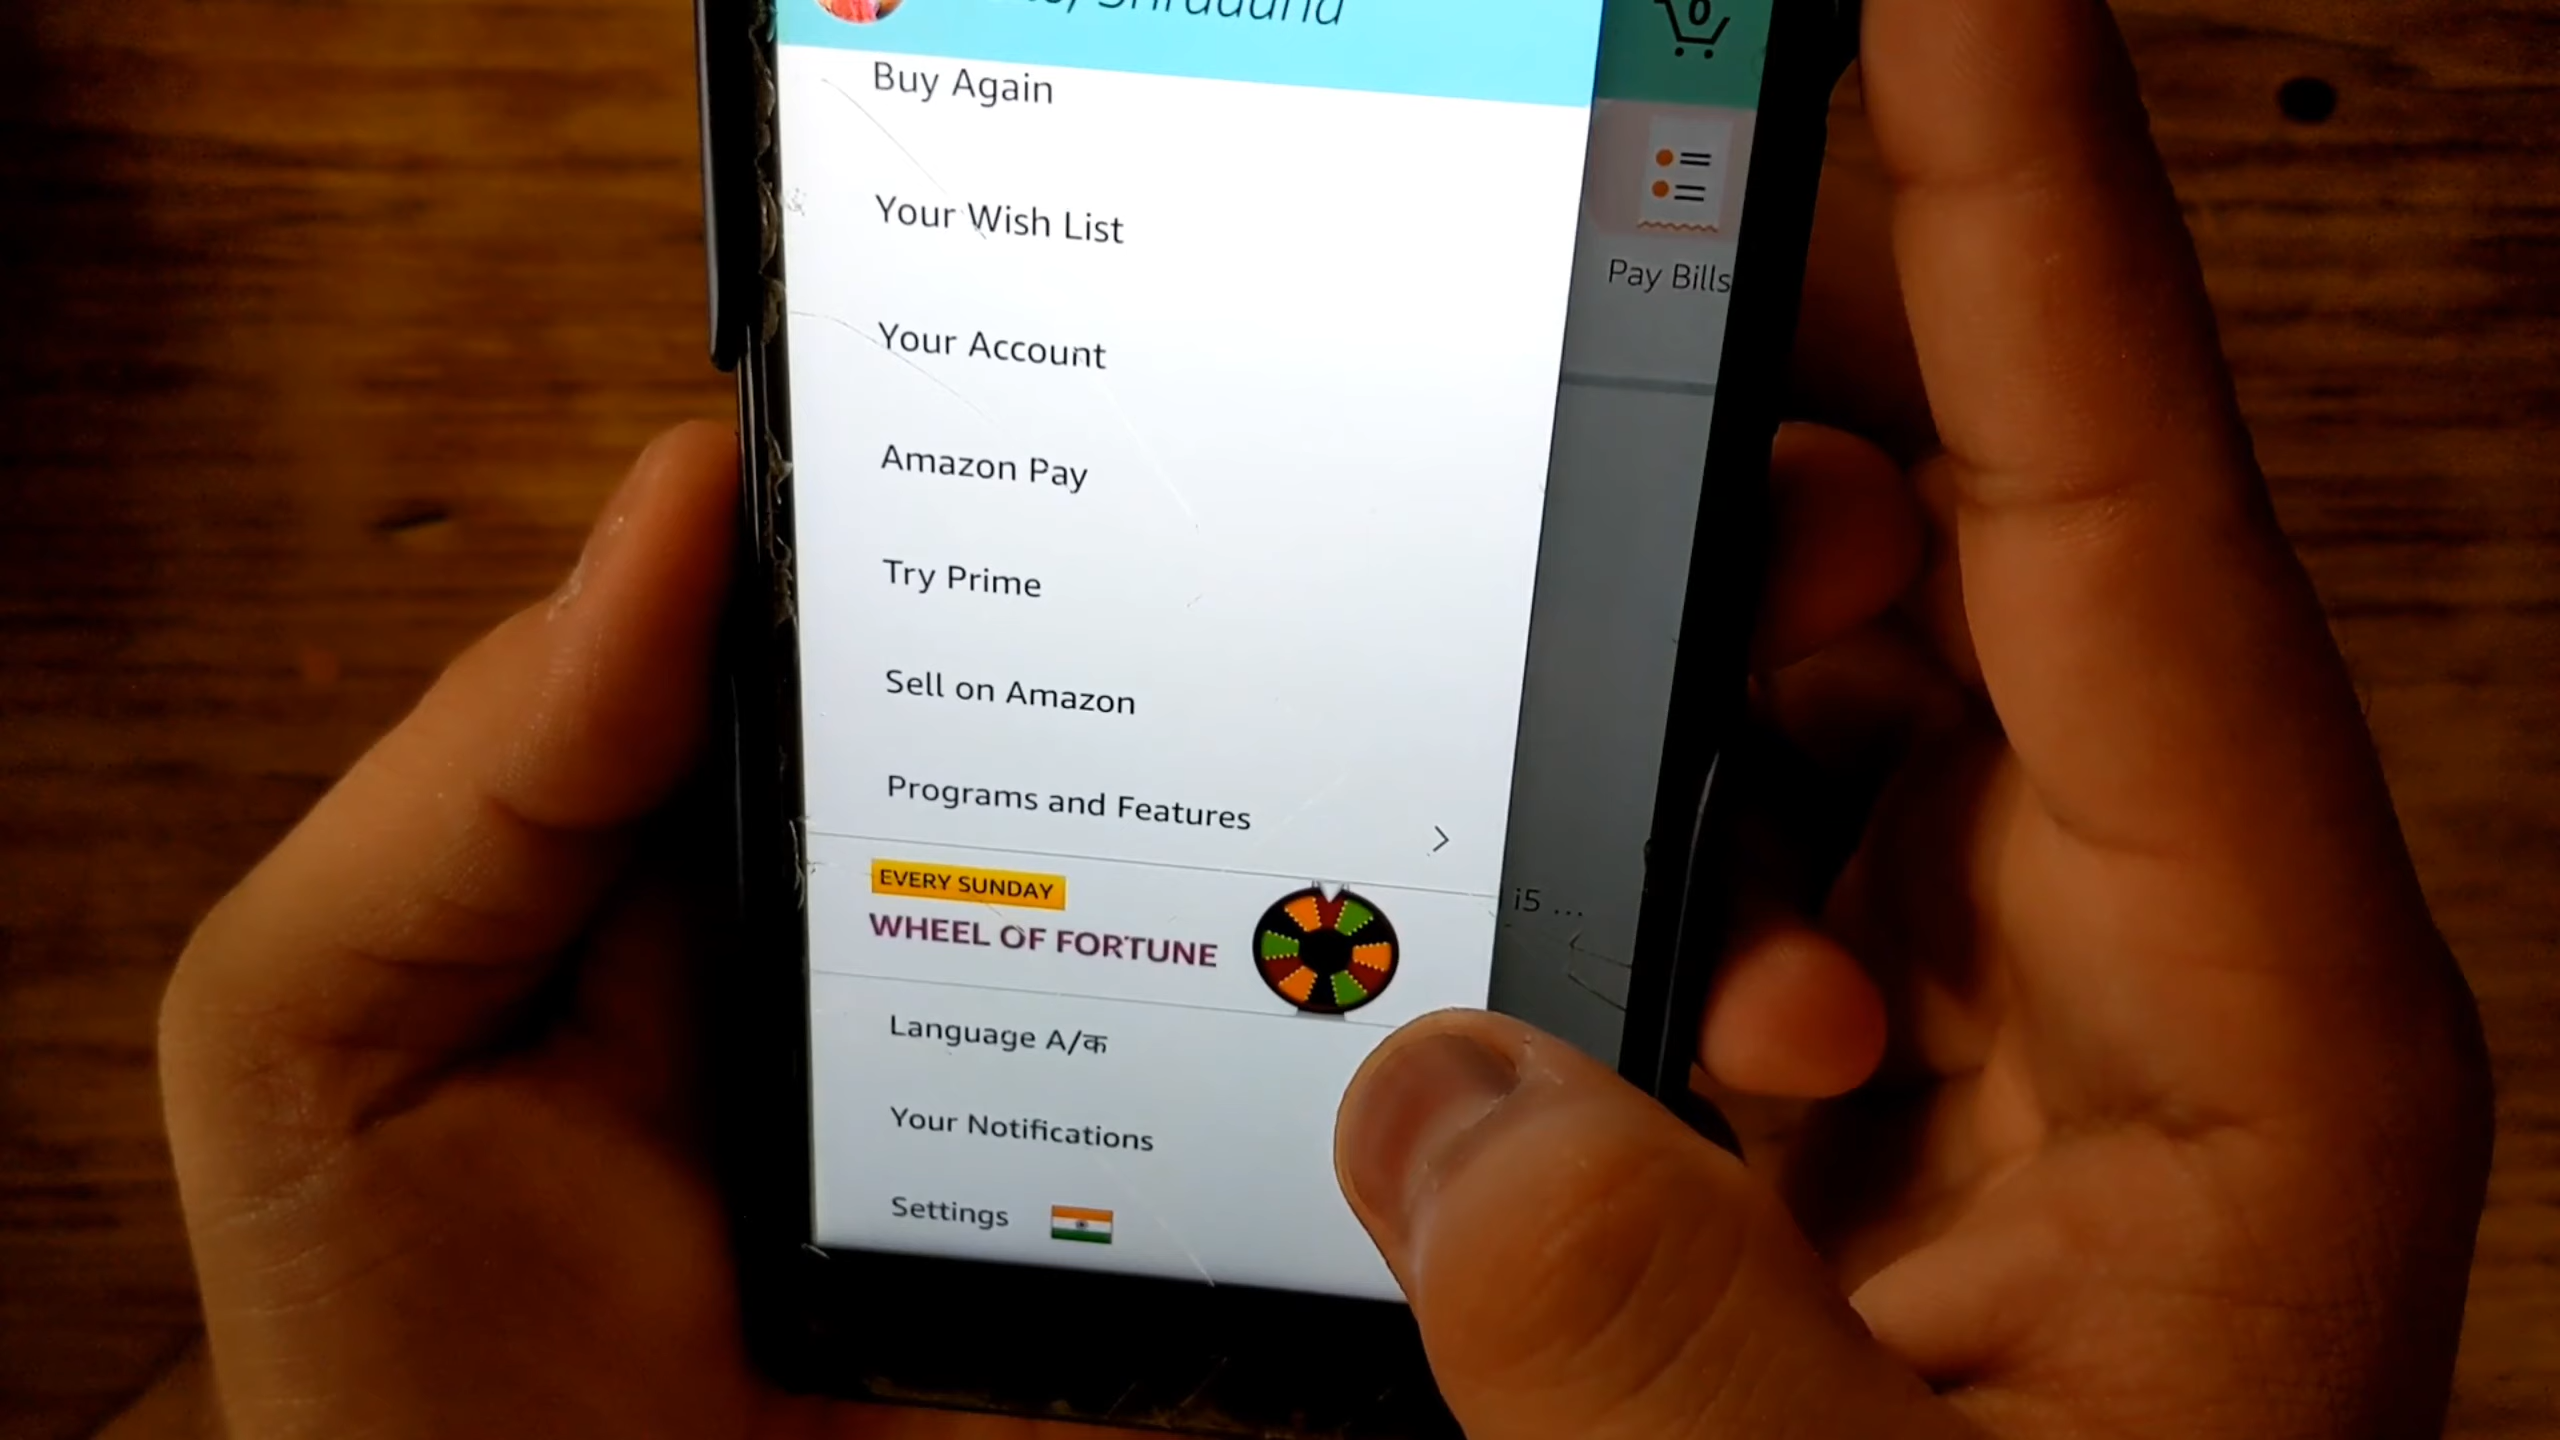 0
Buy Again
Your Wish List
Your Account
Amazon Pay
Try Prime
Sell on Amazon
Programs and Features
EVERY SUNDAY
WHEEL OF FORTUNE
Language A/क
Your Notifications
Settings
Pay Bills
i5 ...